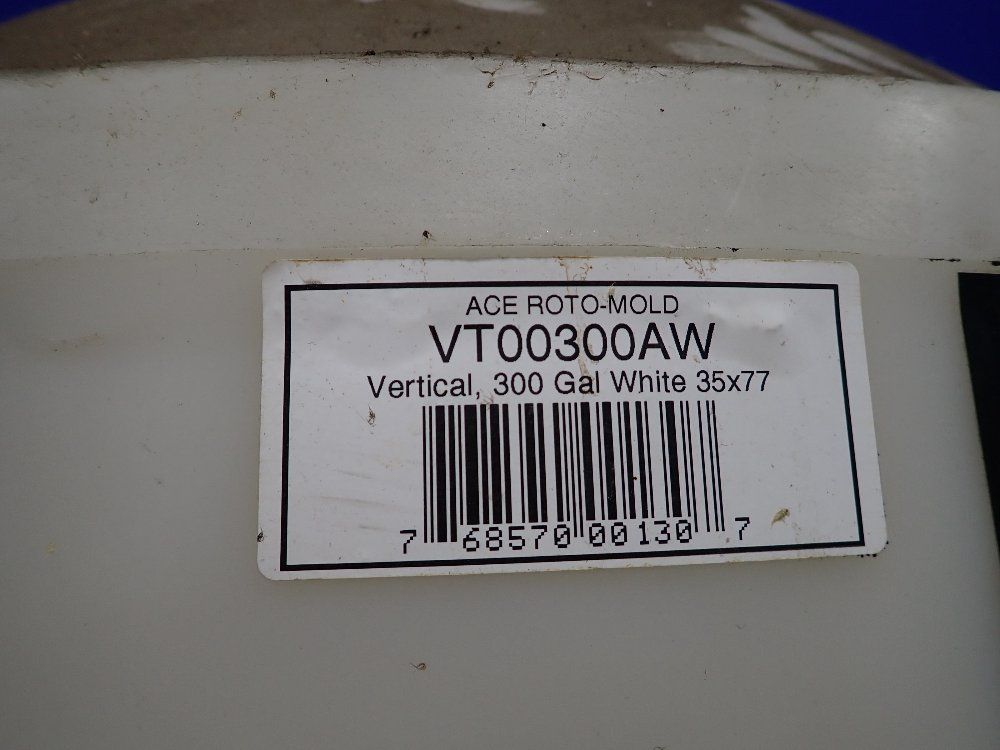 ACE ROTO-MOLD
VT00300AW
Vertical, 300 Gal White 35x77
7 68570 00130 7